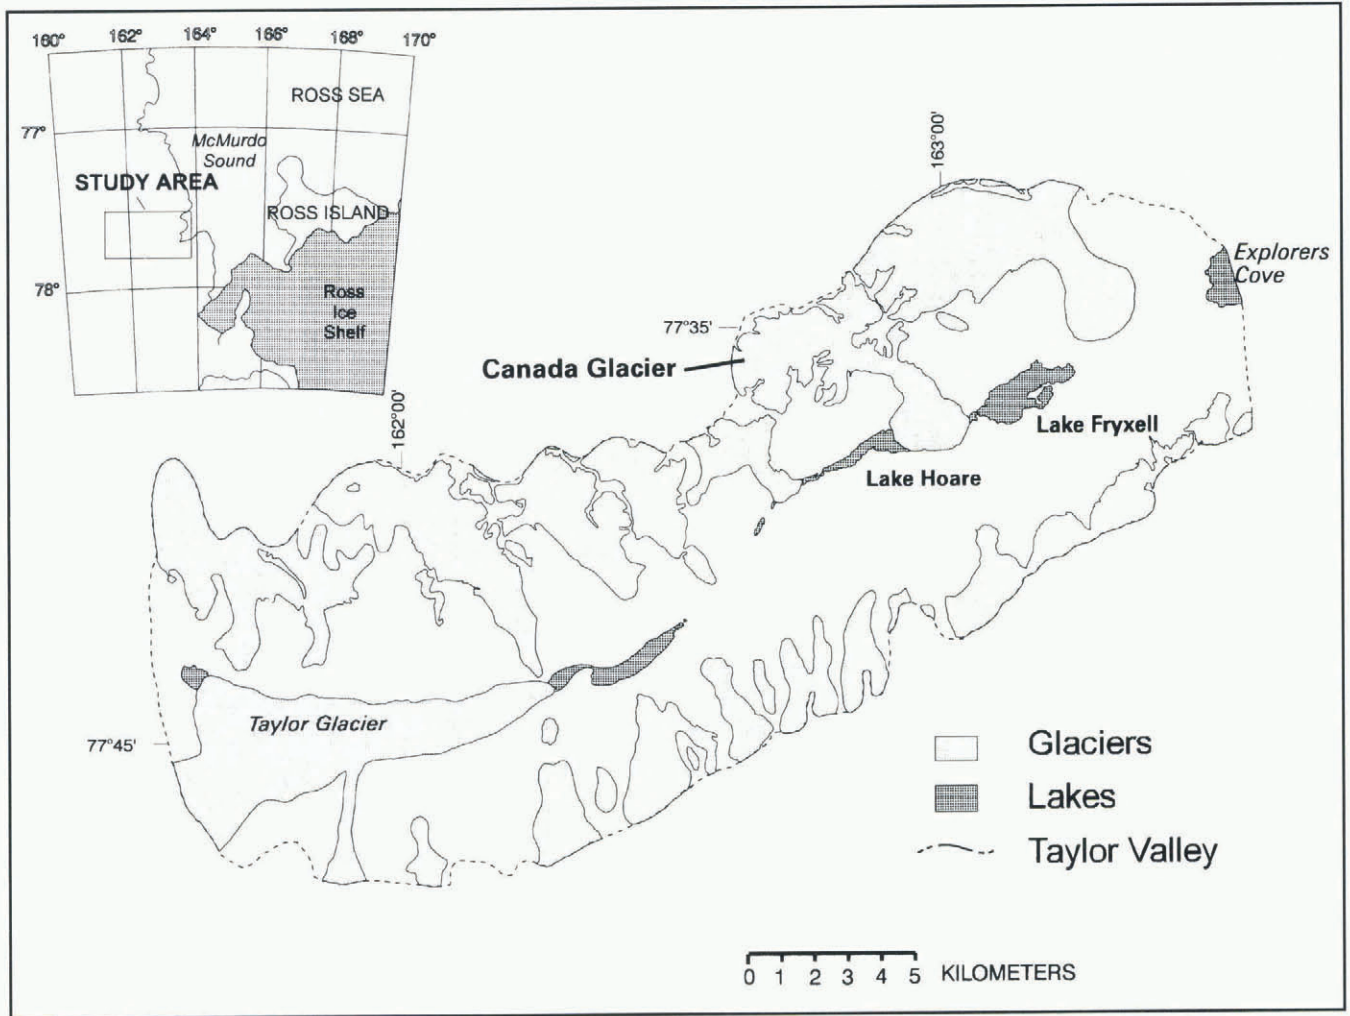 160° 162° 164° 166° 168° 170°
ROSS SEA
77°
McMurdo
Sound
STUDY AREA
ROSS ISLAND
78°
Ross
Ice
Shelf
163°00'
Explorers
Cove
77°35'
Canada Glacier
162°00'
Lake Fryxell
Lake Hoare
Taylor Glacier
77°45'
Glaciers
Lakes
Taylor Valley
0 1 2 3 4 5 KILOMETERS